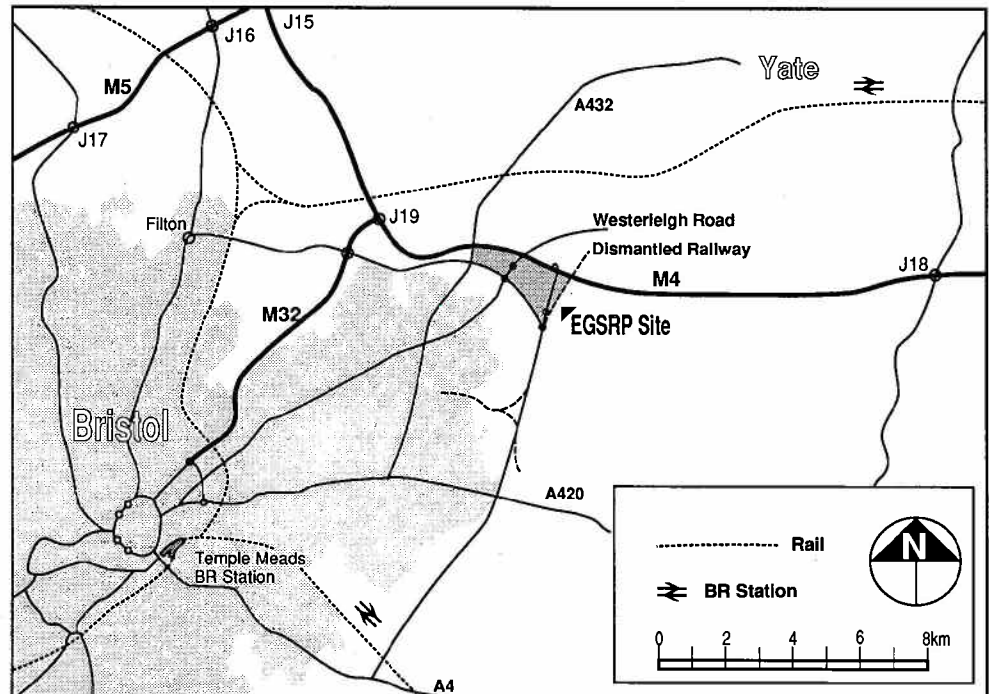 J16
J15
M5
Yate
A432
J17
J19
Filton
Westerleigh Road
Dismantled Railway
J18
M4
M32
EGSRP Site
Bristol
A420
Temple Meads
BR Station
Rail
N
BR Station
0 2 4 6 8km
A4